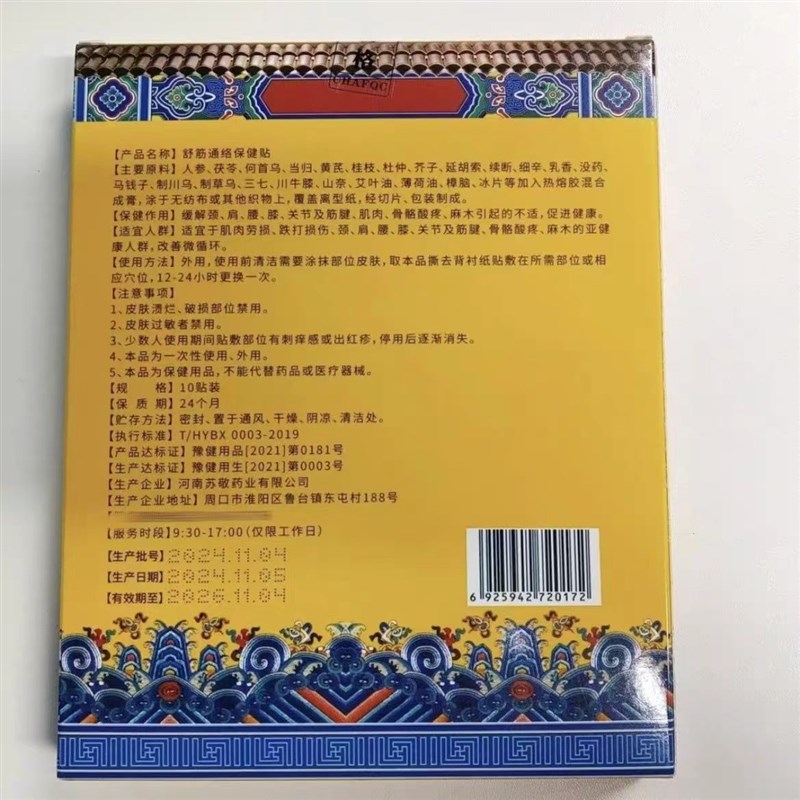 格
CHAFQC
【产品名称】 舒筋通络保健贴
【主要原料】 人参、茯苓、何首乌、当归、黄芪、桂枝、杜仲、芥子、延胡索、续断、细辛、乳香、没药、
马钱子、制川乌、制草乌、三七、川牛膝、山奈、艾叶油、薄荷油、樟脑、冰片等加入热熔胶混合
成膏，涂于无纺布或其他织物上，覆盖离型纸，经切片、包装制成。
【保健作用】 缓解颈、肩、腰、膝、关节及筋腱、肌肉、骨骼酸疼、麻木引起的不适，促进健康。
【适宜人群】 适宜于肌肉劳损、跌打损伤、颈、肩、腰、膝、关节及筋腱、骨骼酸疼、麻木的亚健
康人群，改善微循环。
【使用方法】 外用，使用前清洁需要涂抹部位皮肤，取本品撕去背衬纸贴敷在所需部位或相
应穴位，12-24小时更换一次。
【注意事项】
1、皮肤溃烂、破损部位禁用。
2、皮肤过敏者禁用。
3、少数人使用期间贴敷部位有刺痒感或出红疹，停用后逐渐消失。
4、本品为一次性使用、外用。
5、本品为保健用品，不能代替药品或医疗器械。
【规 格】 10贴装
【保 质 期】 24个月
【贮存方法】 密封、置于通风、干燥、阴凉、清洁处。
【执行标准】 T/HYBX 0003-2019
【产品达标证】 豫健用品[2021]第0181号
【生产达标证】 豫健用生[2021]第0003号
【生产企业】 河南苏敬药业有限公司
【生产企业地址】 周口市淮阳区鲁台镇东屯村188号
【服务时段】9:30-17:00（仅限工作日）
【生产批号】2024.11.04
【生产日期】2024.11.05
【有效期至】2026.11.04
6 925942 720172